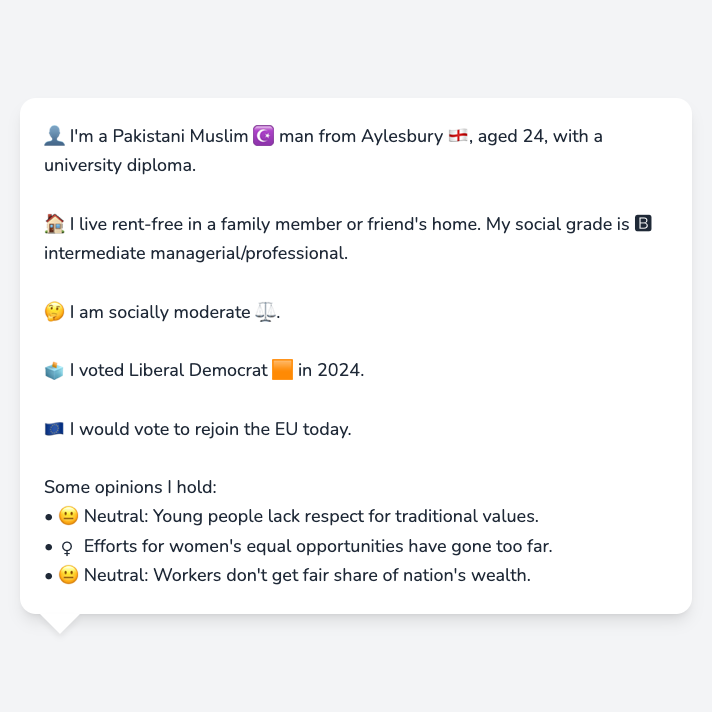 👤 I'm a Pakistani Muslim ☪️ man from Aylesbury 🏴󠁧󠁢󠁥󠁮󠁧󠁿, aged 24, with a
university diploma.
🏠 I live rent-free in a family member or friend's home. My social grade is 🅱
intermediate managerial/professional.
🤔 I am socially moderate ⚖️.
🗳️ I voted Liberal Democrat 🟧 in 2024.
🇪🇺 I would vote to rejoin the EU today.
Some opinions I hold:
• 😐 Neutral: Young people lack respect for traditional values.
• ♀ Efforts for women's equal opportunities have gone too far.
• 😐 Neutral: Workers don't get fair share of nation's wealth.